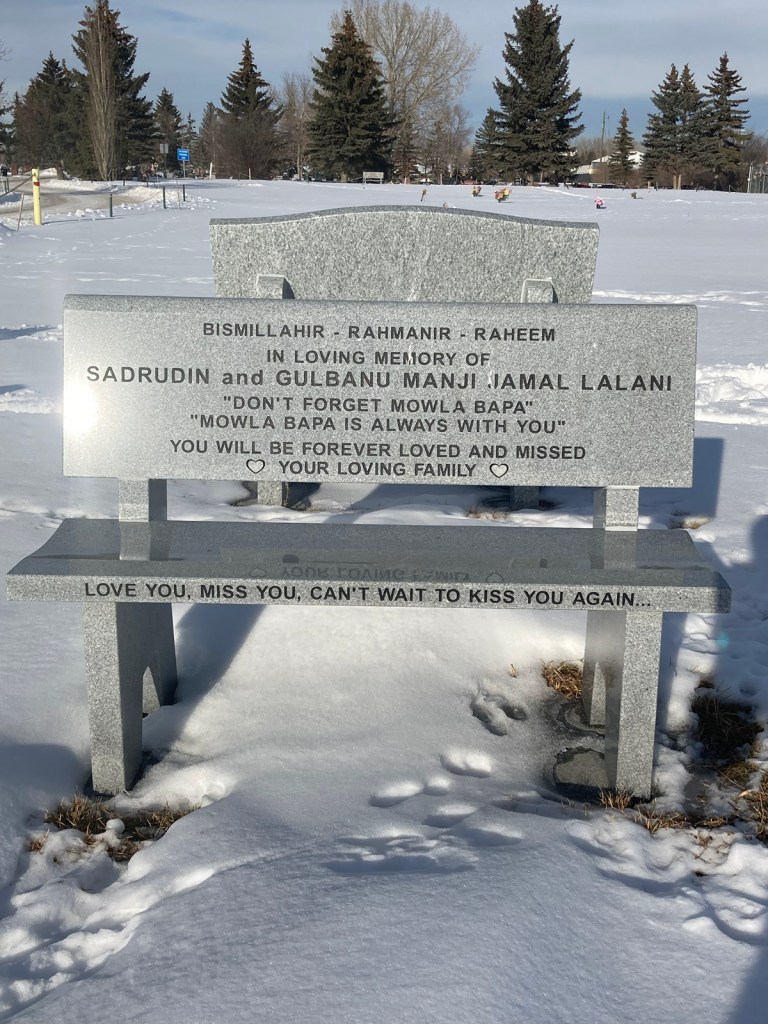 BISMILLAHIR - RAHMANIR - RAHEEM
IN LOVING MEMORY OF
SADRUDIN and GULBANU MANJI JAMAL LALANI
"DON'T FORGET MOWLA BAPA"
"MOWLA BAPA IS ALWAYS WITH YOU"
YOU WILL BE FOREVER LOVED AND MISSED
♡ YOUR LOVING FAMILY ♡
LOVE YOU, MISS YOU, CAN'T WAIT TO KISS YOU AGAIN...